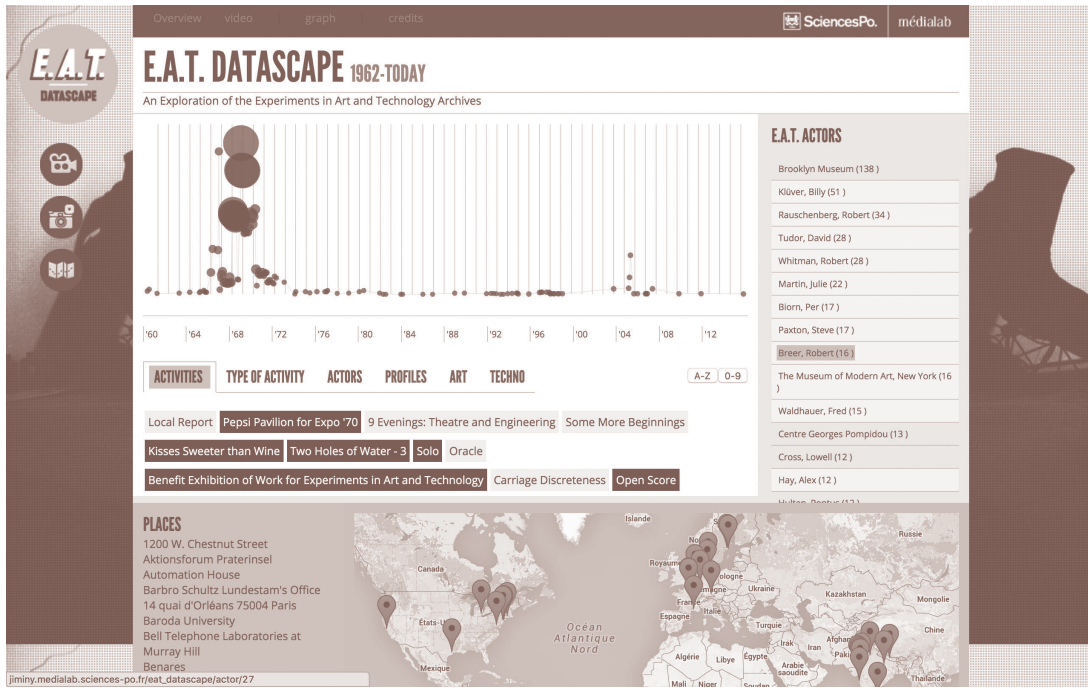 Overview video graph credits
SciencesPo. médialab
E.A.T.
DATASCAPE
E.A.T. DATASCAPE 1962-TODAY
An Exploration of the Experiments in Art and Technology Archives
'60 '64 '68 '72 '76 '80 '84 '88 '92 '96 '00 '04 '08 '12
ACTIVITIES TYPE OF ACTIVITY ACTORS PROFILES ART TECHNO A-Z 0-9
Local Report Pepsi Pavilion for Expo '70 9 Evenings: Theatre and Engineering Some More Beginnings
Kisses Sweeter than Wine Two Holes of Water - 3 Solo Oracle
Benefit Exhibition of Work for Experiments in Art and Technology Carriage Discreteness Open Score
E.A.T. ACTORS
Brooklyn Museum (138 )
Klüver, Billy (51 )
Rauschenberg, Robert (34 )
Tudor, David (28 )
Whitman, Robert (28 )
Martin, Julie (22 )
Biorn, Per (17 )
Paxton, Steve (17 )
Breer, Robert (16 )
The Museum of Modern Art, New York (16
)
Waldhauer, Fred (15 )
Centre Georges Pompidou (13 )
Cross, Lowell (12 )
Hay, Alex (12 )
Hulten, Pontus (12 )
PLACES
1200 W. Chestnut Street
Aktionsforum Praterinsel
Automation House
Barbro Schultz Lundestam's Office
14 quai d'Orléans 75004 Paris
Baroda University
Bell Telephone Laboratories at
Murray Hill
Benares
jiminy.medialab.sciences-po.fr/eat_datascape/actor/27
Islande
Russie
Canada
Royaume
Pologne
Ukraine
Kazakhstan
Mongolie
France
Italie
Espagne
États-U
Turquie
Océan
Atlantique
Nord
Chine
Irak
Iran
Afghan
Paki
Algérie
Libye
Égypte
Arabie
saoudite
Mexique
Mali
Niger
Soudan
Thaïlande